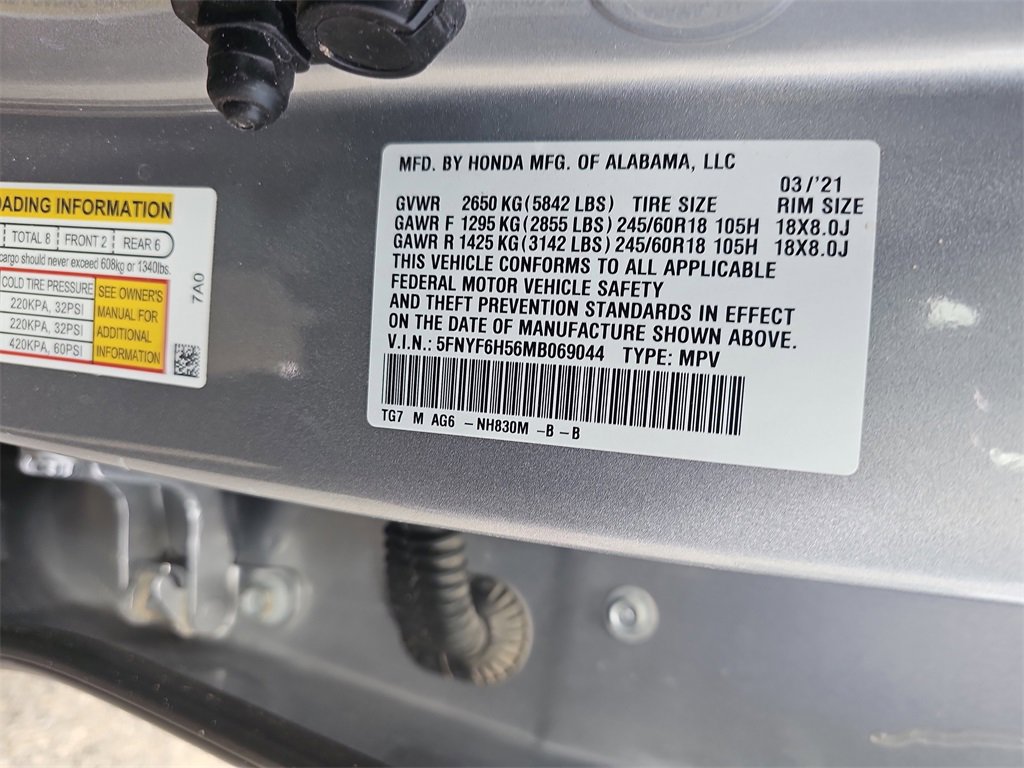 OADING INFORMATION
TOTAL 8 FRONT 2 REAR 6
cargo should never exceed 608kg or 1340lbs.
COLD TIRE PRESSURE
220KPA, 32PSI
220KPA, 32PSI
420KPA, 60PSI
SEE OWNER'S
MANUAL FOR
ADDITIONAL
INFORMATION
7A0
MFD. BY HONDA MFG. OF ALABAMA, LLC
03/'21
GVWR 2650 KG (5842 LBS) TIRE SIZE RIM SIZE
GAWR F 1295 KG (2855 LBS) 245/60R18 105H 18X8.0J
GAWR R 1425 KG (3142 LBS) 245/60R18 105H 18X8.0J
THIS VEHICLE CONFORMS TO ALL APPLICABLE
FEDERAL MOTOR VEHICLE SAFETY
AND THEFT PREVENTION STANDARDS IN EFFECT
ON THE DATE OF MANUFACTURE SHOWN ABOVE.
V.I.N.: 5FNYF6H56MB069044 TYPE: MPV
TG7 M AG6 - NH830M - B - B